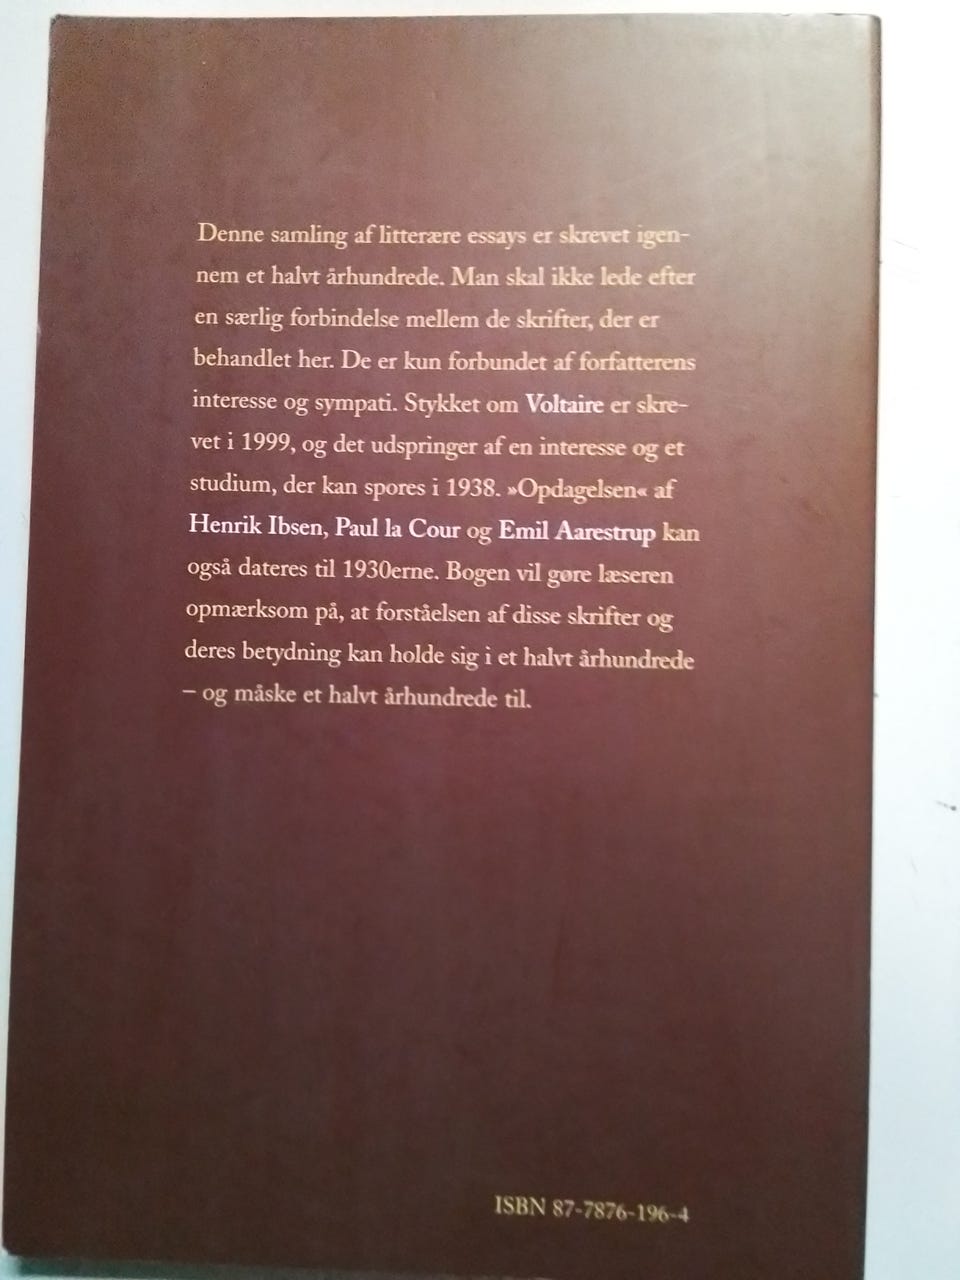 Denne samling af litterære essays er skrevet igen-
nem et halvt århundrede. Man skal ikke lede efter
en særlig forbindelse mellem de skrifter, der er
behandlet her. De er kun forbundet af forfatterens
interesse og sympati. Stykket om Voltaire er skre-
vet i 1999, og det udspringer af en interesse og et
studium, der kan spores i 1938. »Opdagelsen« af
Henrik Ibsen, Paul la Cour og Emil Aarestrup kan
også dateres til 1930erne. Bogen vil gøre læseren
opmærksom på, at forståelsen af disse skrifter og
deres betydning kan holde sig i et halvt århundrede
– og måske et halvt århundrede til.
ISBN 87-7876-196-4